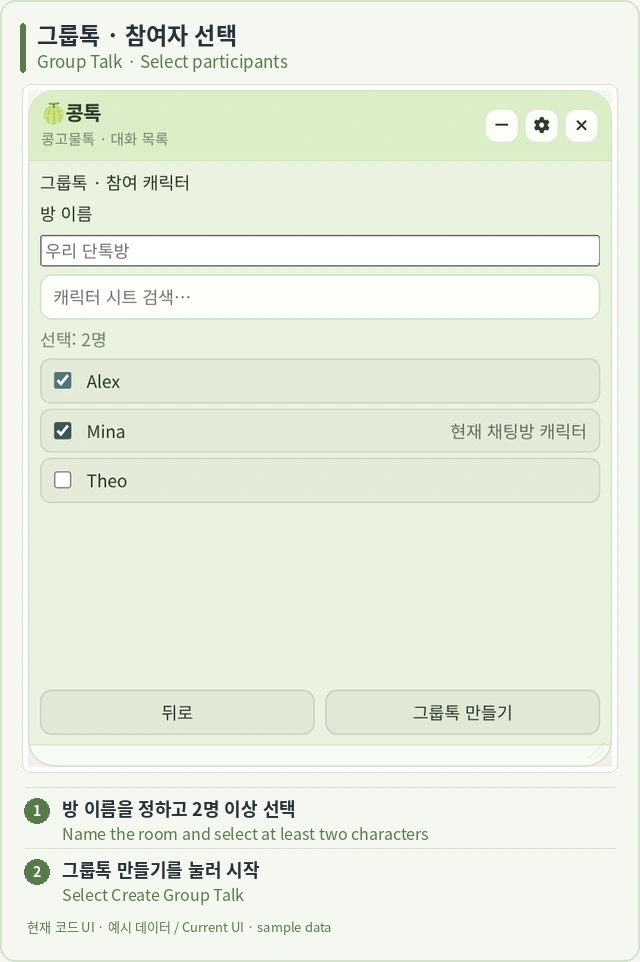 그룹톡 · 참여자 선택
Group Talk · Select participants
콩톡
콩고물톡 · 대화 목록
그룹톡 · 참여 캐릭터
방 이름
우리 단톡방
캐릭터 시트 검색…
선택: 2명
Alex
Mina 현재 채팅방 캐릭터
Theo
뒤로 그룹톡 만들기
1 방 이름을 정하고 2명 이상 선택
Name the room and select at least two characters
2 그룹톡 만들기를 눌러 시작
Select Create Group Talk
현재 코드 UI · 예시 데이터 / Current UI · sample data